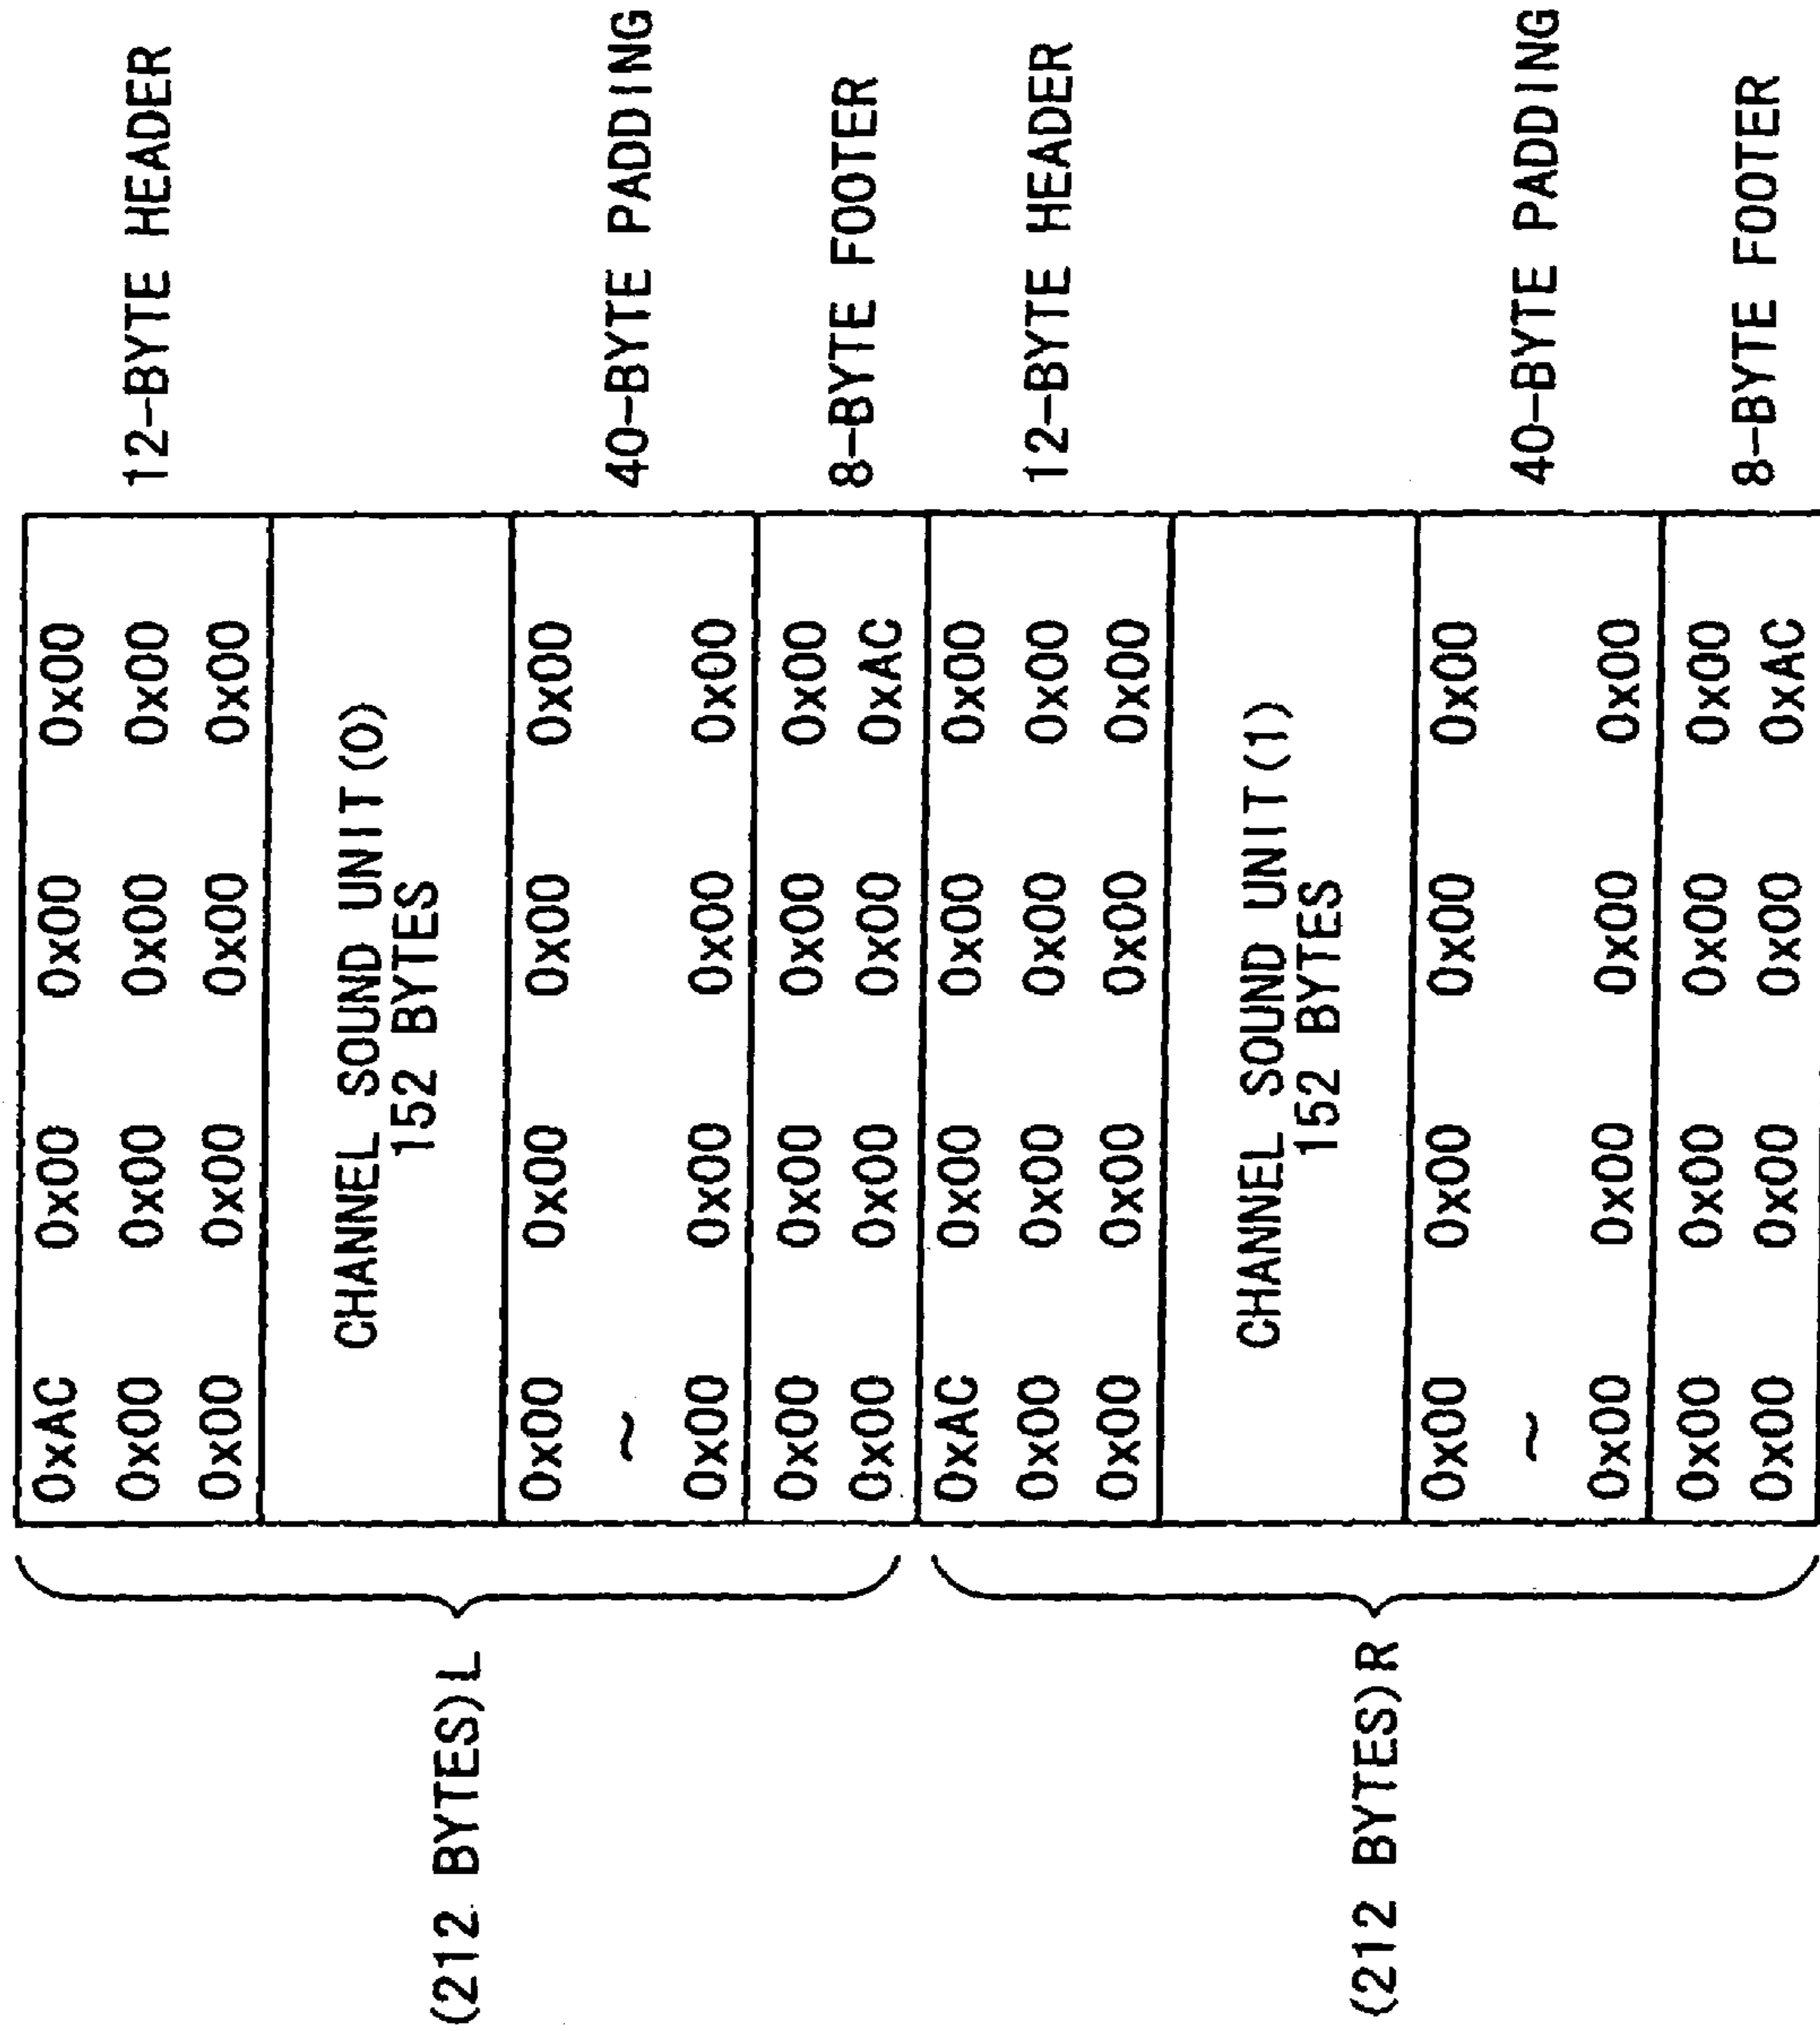 0xAC 0x00 0x00 0x00
0x00 0x00 0x00 0x00
0x00 0x00 0x00 0x00
12-BYTE HEADER
CHANNEL SOUND UNIT(0)
152 BYTES
0x00 0x00 0x00 0x00
~
0x00 0x00 0x00 0x00
40-BYTE PADDING
0x00 0x00 0x00 0x00
0x00 0x00 0x00 0xAC
8-BYTE FOOTER
(212 BYTES)L
0xAC 0x00 0x00 0x00
0x00 0x00 0x00 0x00
0x00 0x00 0x00 0x00
12-BYTE HEADER
CHANNEL SOUND UNIT(1)
152 BYTES
0x00 0x00 0x00 0x00
~
0x00 0x00 0x00 0x00
40-BYTE PADDING
0x00 0x00 0x00 0x00
0x00 0x00 0x00 0xAC
8-BYTE FOOTER
(212 BYTES)R